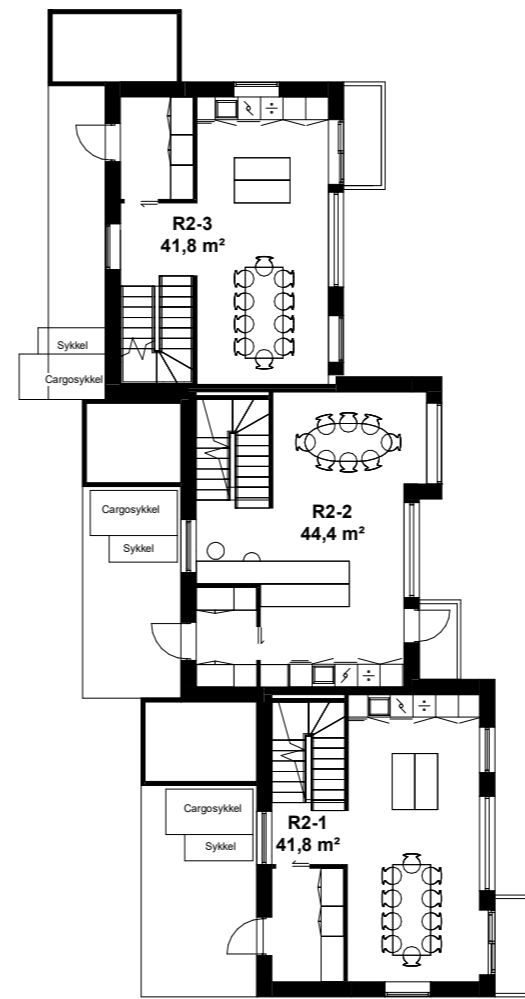 R2-3
41,8 m²
Sykkel
Cargosykkel
Cargosykkel
Sykkel
R2-2
44,4 m²
Cargosykkel
Sykkel
R2-1
41,8 m²